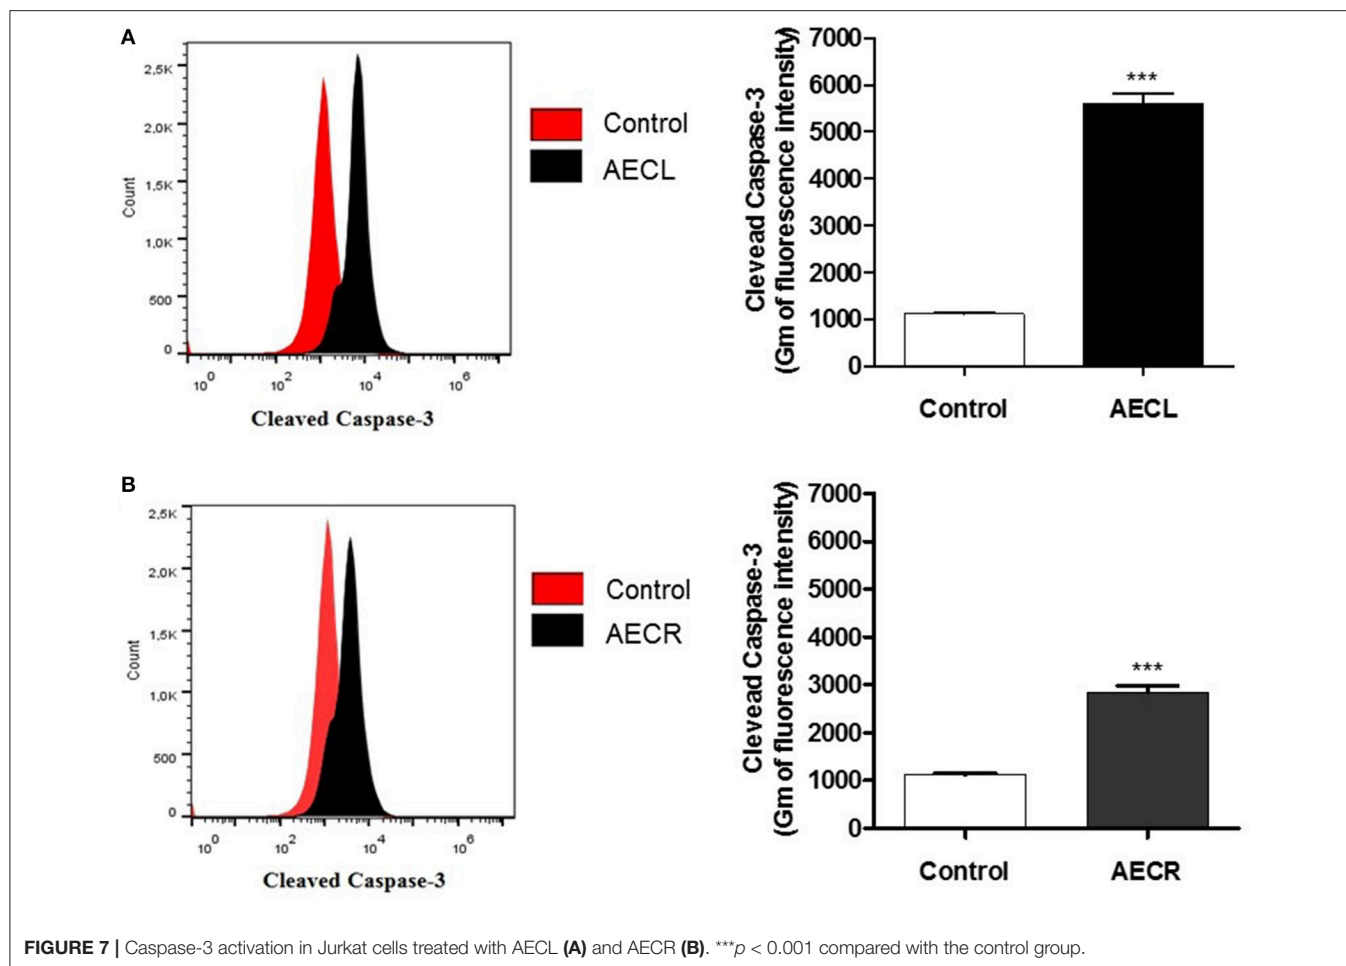 A
2,5K
2,0K
1,5K
1,0K
500
0
Count
10^0 10^2 10^4 10^6
Cleaved Caspase-3
Control
AECL
7000
6000
5000
4000
3000
2000
1000
0
Clevead Caspase-3
(Gm of fluorescence intensity)
***
Control AECL
B
2,5K
2,0K
1,5K
1,0K
500
0
Count
10^0 10^2 10^4 10^6
Cleaved Caspase-3
Control
AECR
7000
6000
5000
4000
3000
2000
1000
0
Clevead Caspase-3
(Gm of fluorescence intensity)
***
Control AECR
FIGURE 7 | Caspase-3 activation in Jurkat cells treated with AECL (A) and AECR (B). ***p < 0.001 compared with the control group.